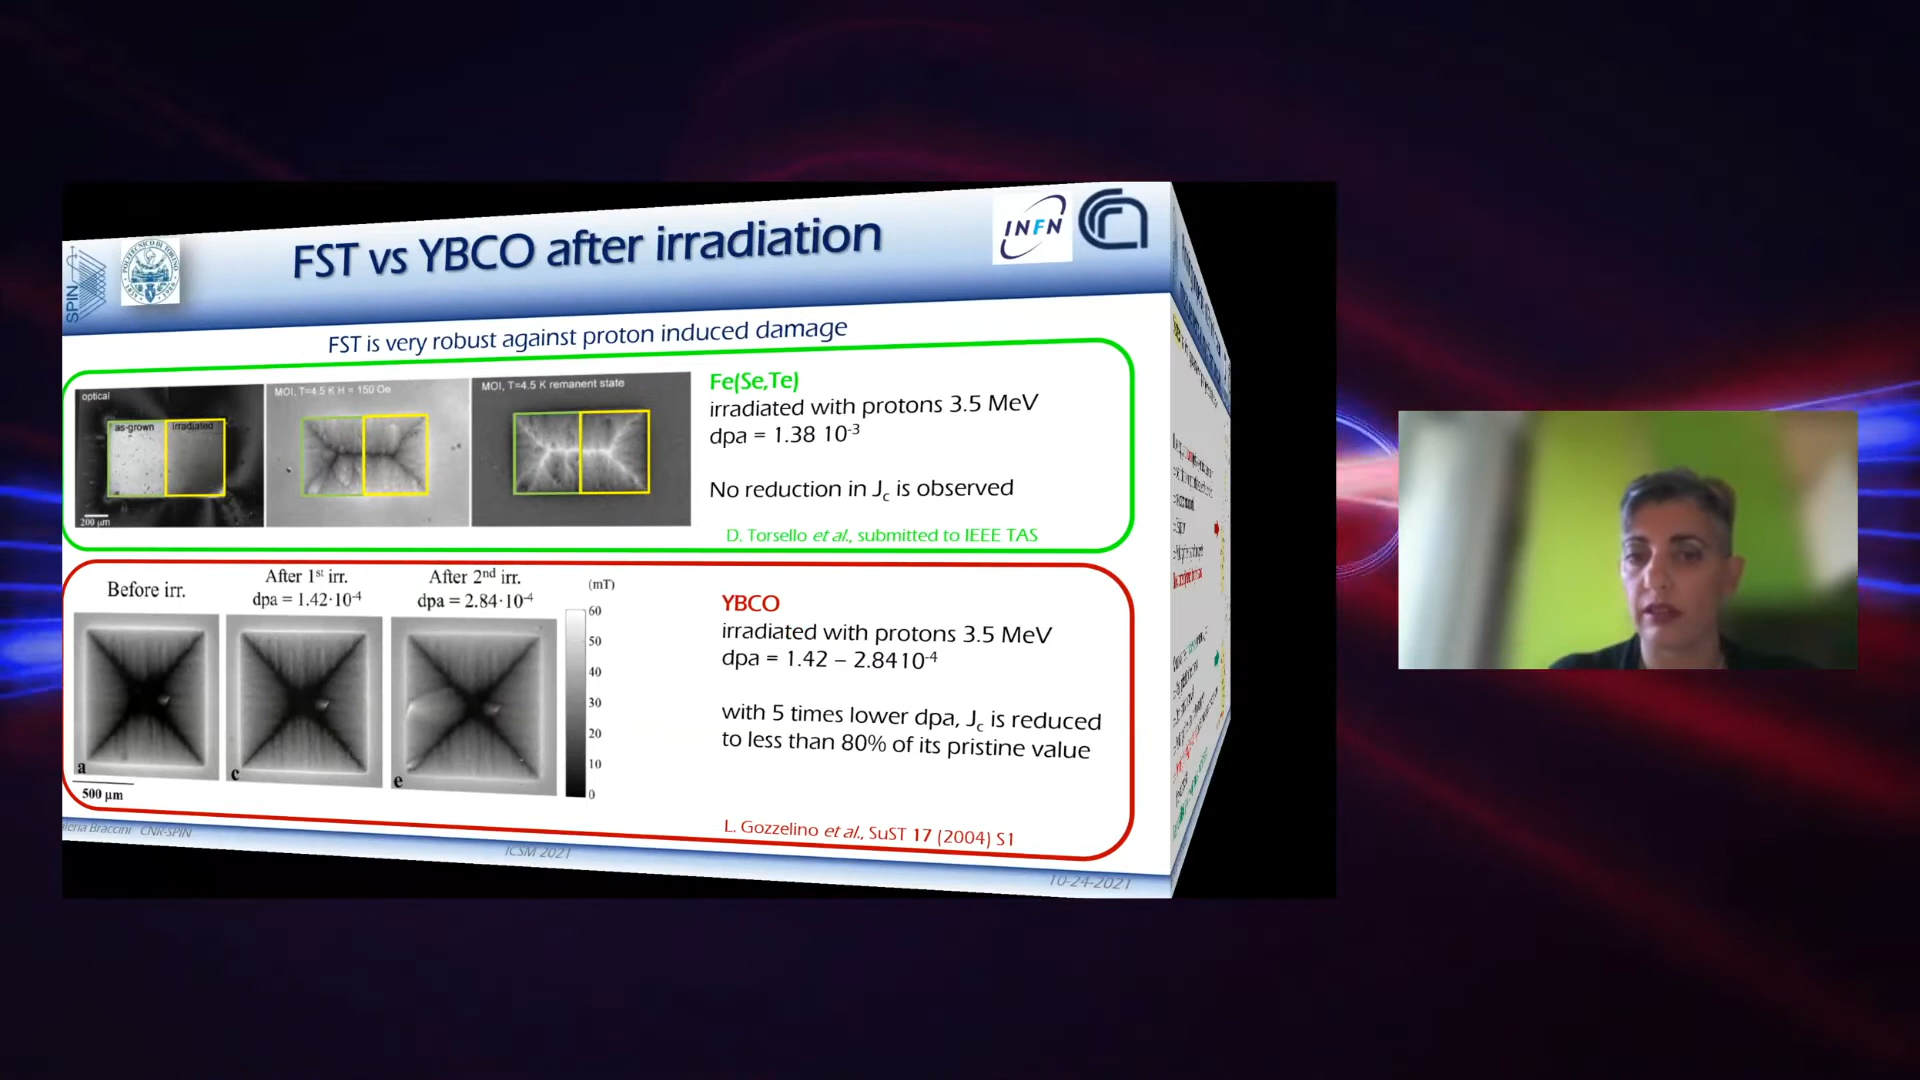 SPIN
POLITECNICO DI TORINO
INFN
FST vs YBCO after irradiation
FST is very robust against proton induced damage
optical
as-grown
irradiated
200 µm
MOI, T=4.5 K H = 150 Oe
MOI, T=4.5 K remanent state
Fe(Se,Te)
irradiated with protons 3.5 MeV
dpa = 1.38 10⁻³
No reduction in Jc is observed
D. Torsello et al., submitted to IEEE TAS
Before irr.
After 1st irr.
dpa = 1.42·10⁻⁴
After 2nd irr.
dpa = 2.84·10⁻⁴
(mT)
60
50
40
30
20
10
0
a
c
e
500 µm
YBCO
irradiated with protons 3.5 MeV
dpa = 1.42 – 2.8410⁻⁴
with 5 times lower dpa, Jc is reduced
to less than 80% of its pristine value
L. Gozzelino et al., SuST 17 (2004) S1
Braccini CNR-SPIN
ICSM 2021
10-24-2021